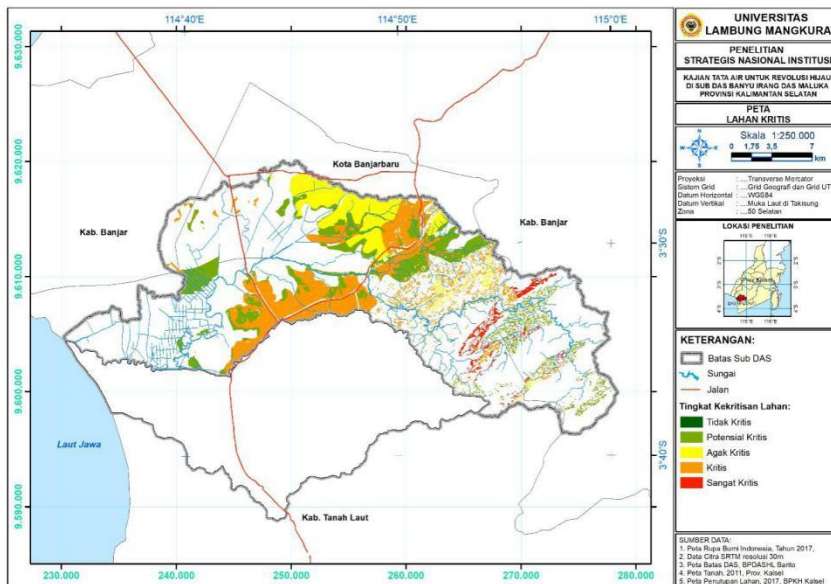 114°40'E
114°50'E
115°0'E
9.630.000
9.620.000
9.610.000
9.600.000
9.590.000
3°30'S
3°40'S
230.000
240.000
250.000
260.000
270.000
280.000
Kota Banjarbaru
Kab. Banjar
Kab. Banjar
Laut Jawa
Kab. Tanah Laut
UNIVERSITAS
LAMBUNG MANGKURA
PENELITIAN
STRATEGIS NASIONAL INSTITUSI
KAJIAN TATA AIR UNTUK REVOLUSI HIJAU
DI SUB DAS BANYU IRANG DAS MALUKA
PROVINSI KALIMANTAN SELATAN
PETA
LAHAN KRITIS
Skala 1:250.000
0 1,75 3,5 7
km
Proyeksi : ....Transverse Mercator
Sistem Grid : ....Grid Geografi dan Grid UT
Datum Horizontal : ....WGS84
Datum Vertikal : ....Muka Laut di Takisung
Zona : ....50 Selatan
LOKASI PENELITIAN
KETERANGAN:
Batas Sub DAS
Sungai
Jalan
Tingkat Kekritisan Lahan:
Tidak Kritis
Potensial Kritis
Agak Kritis
Kritis
Sangat Kritis
SUMBER DATA:
1. Peta Rupa Bumi Indonesia, Tahun 2017,
2. Data Citra SRTM resolusi 30m
3. Peta Batas DAS, BPDASHL Barito
4. Peta Tanah, 2011, Prov. Kalsel
5. Peta Penutupan Lahan, 2017, BPKH Kalsel